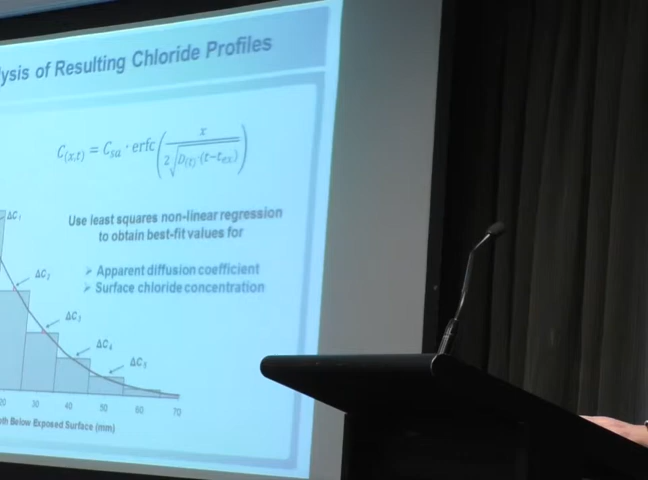 lysis of Resulting Chloride Profiles
C(x,t) = Csa · erfc(x / 2√D(t)·(t−tex))
Use least squares non-linear regression
to obtain best-fit values for
➢ Apparent diffusion coefficient
➢ Surface chloride concentration
ΔC1
ΔC2
ΔC3
ΔC4
ΔC5
20 30 40 50 60 70
th Below Exposed Surface (mm)